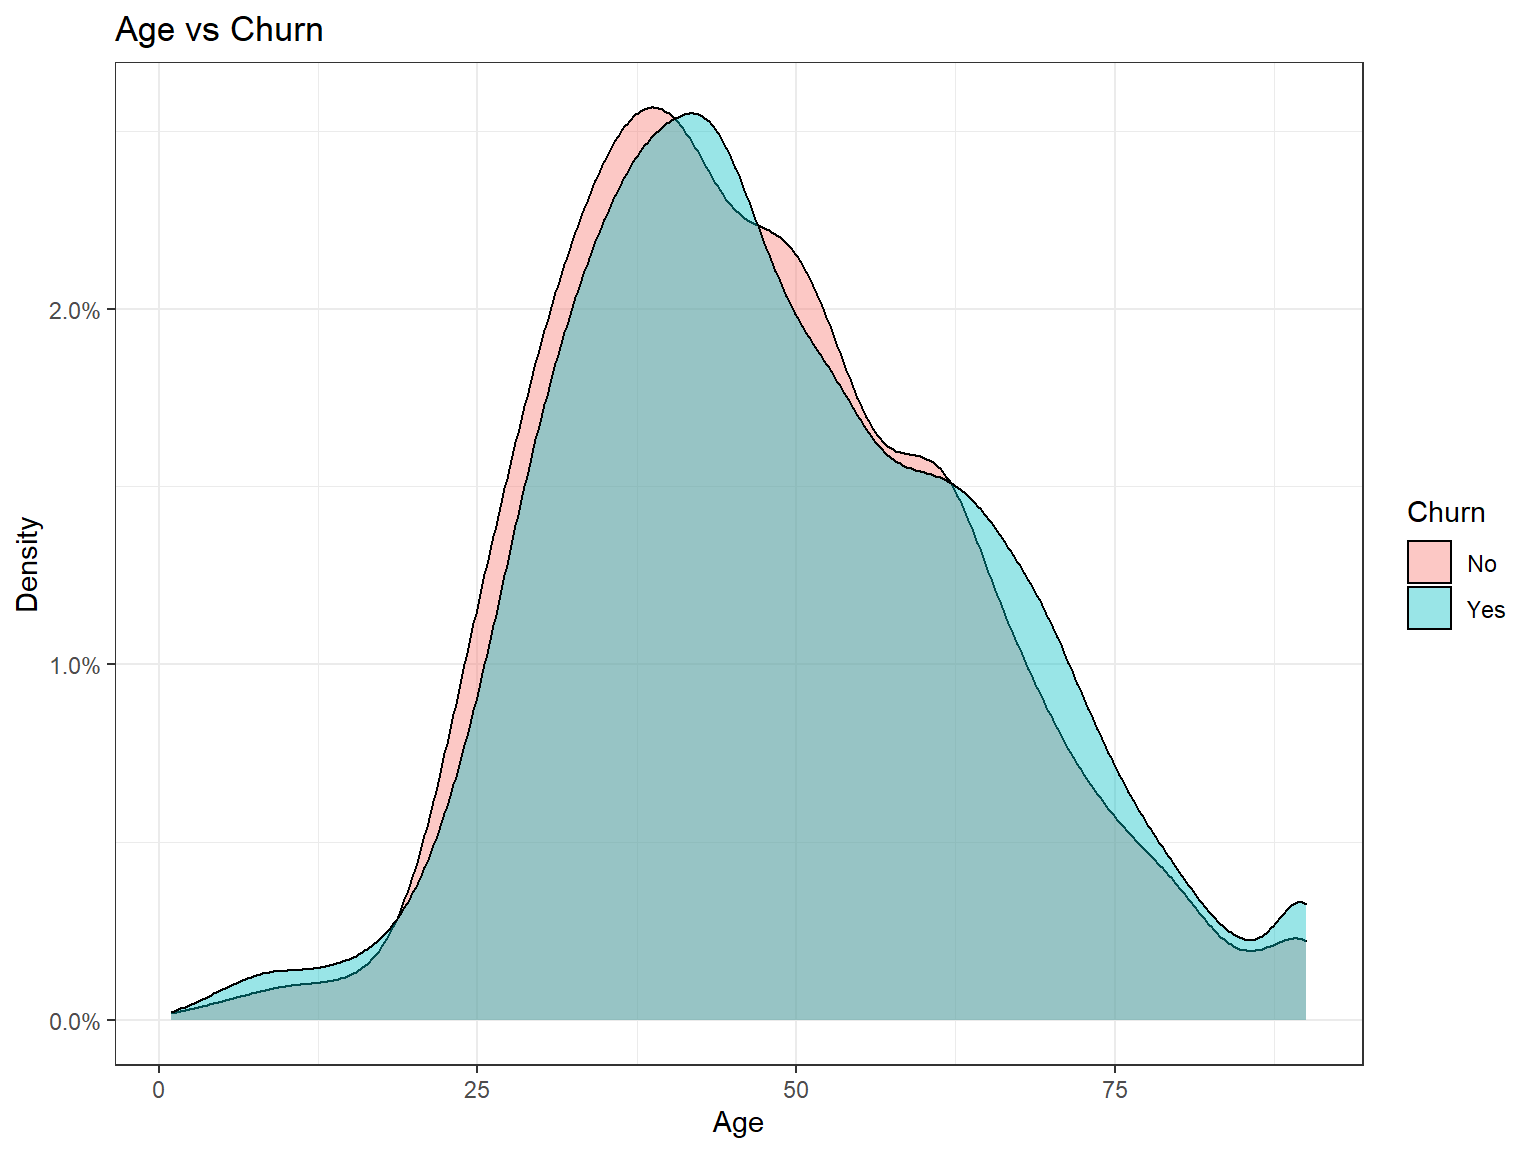 Age vs Churn
Density
2.0%
1.0%
0.0%
0
25
50
75
Age
Churn
No
Yes